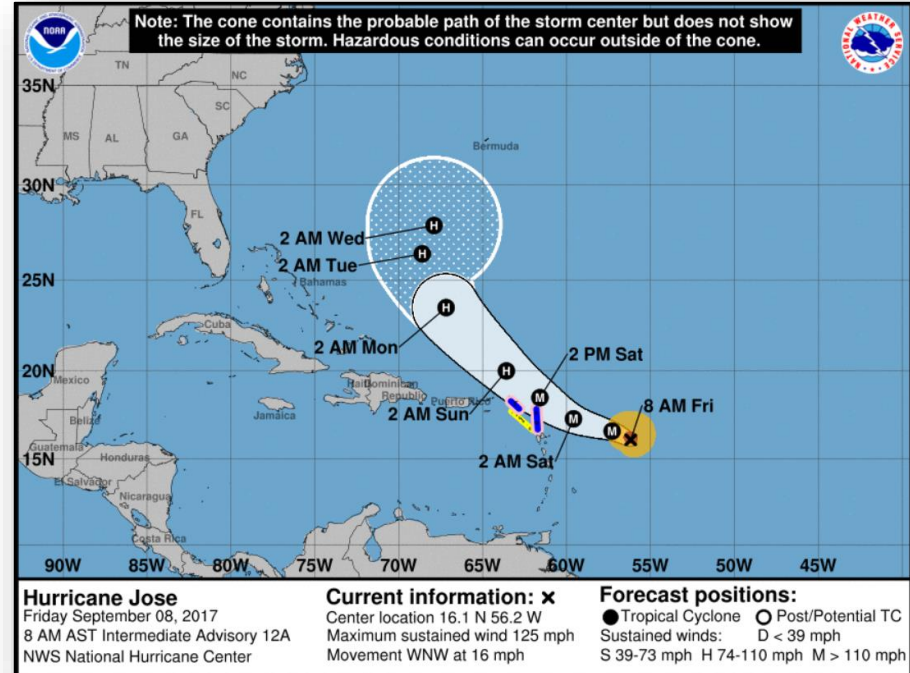 Note: The cone contains the probable path of the storm center but does not show
the size of the storm. Hazardous conditions can occur outside of the cone.
NOAA
NATIONAL WEATHER SERVICE
TN
NC
35N
SC
MS
AL
GA
Bermuda
30N
FL
2 AM Wed
2 AM Tue
25N
Bahamas
2 AM Mon
Cuba
2 PM Sat
20N
Mexico
Haiti
Dominican
Republic
Puerto Rico
8 AM Fri
Jamaica
2 AM Sun
Belize
2 AM Sat
Guatemala
15N
Honduras
El Salvador
Nicaragua
Costa Rica
H
H
H
H
M
M
M
90W 85W 80W 75W 70W 65W 60W 55W 50W 45W
Hurricane Jose
Friday September 08, 2017
8 AM AST Intermediate Advisory 12A
NWS National Hurricane Center
Current information: ×
Center location 16.1 N 56.2 W
Maximum sustained wind 125 mph
Movement WNW at 16 mph
Forecast positions:
● Tropical Cyclone ○ Post/Potential TC
Sustained winds: D < 39 mph
S 39-73 mph H 74-110 mph M > 110 mph